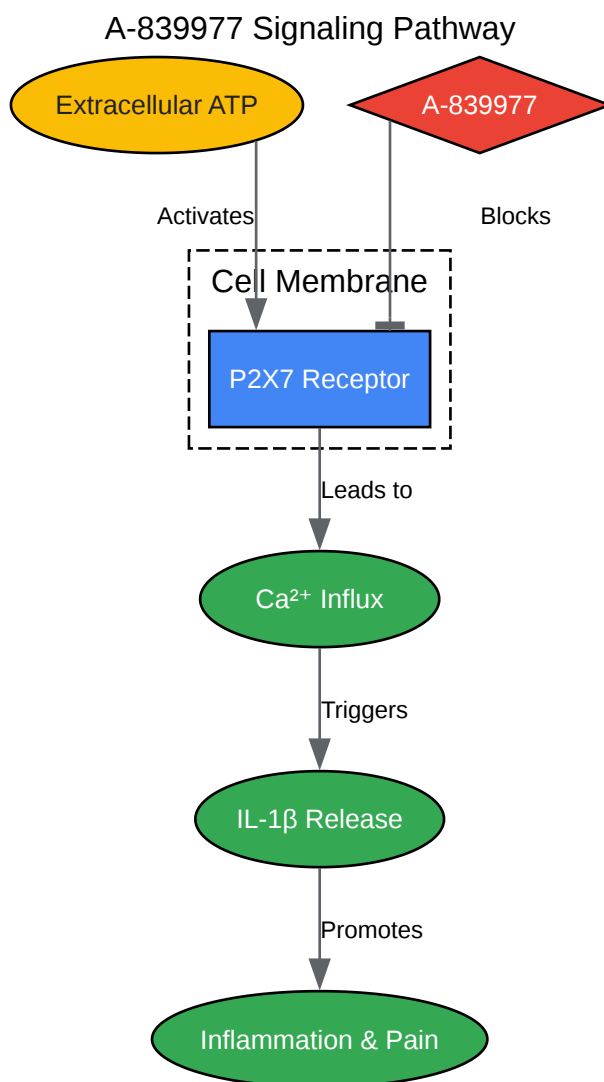 A-839977 Signaling Pathway
Extracellular ATP
A-839977
Activates
Blocks
Cell Membrane
P2X7 Receptor
Leads to
Ca²⁺ Influx
Triggers
IL-1β Release
Promotes
Inflammation & Pain